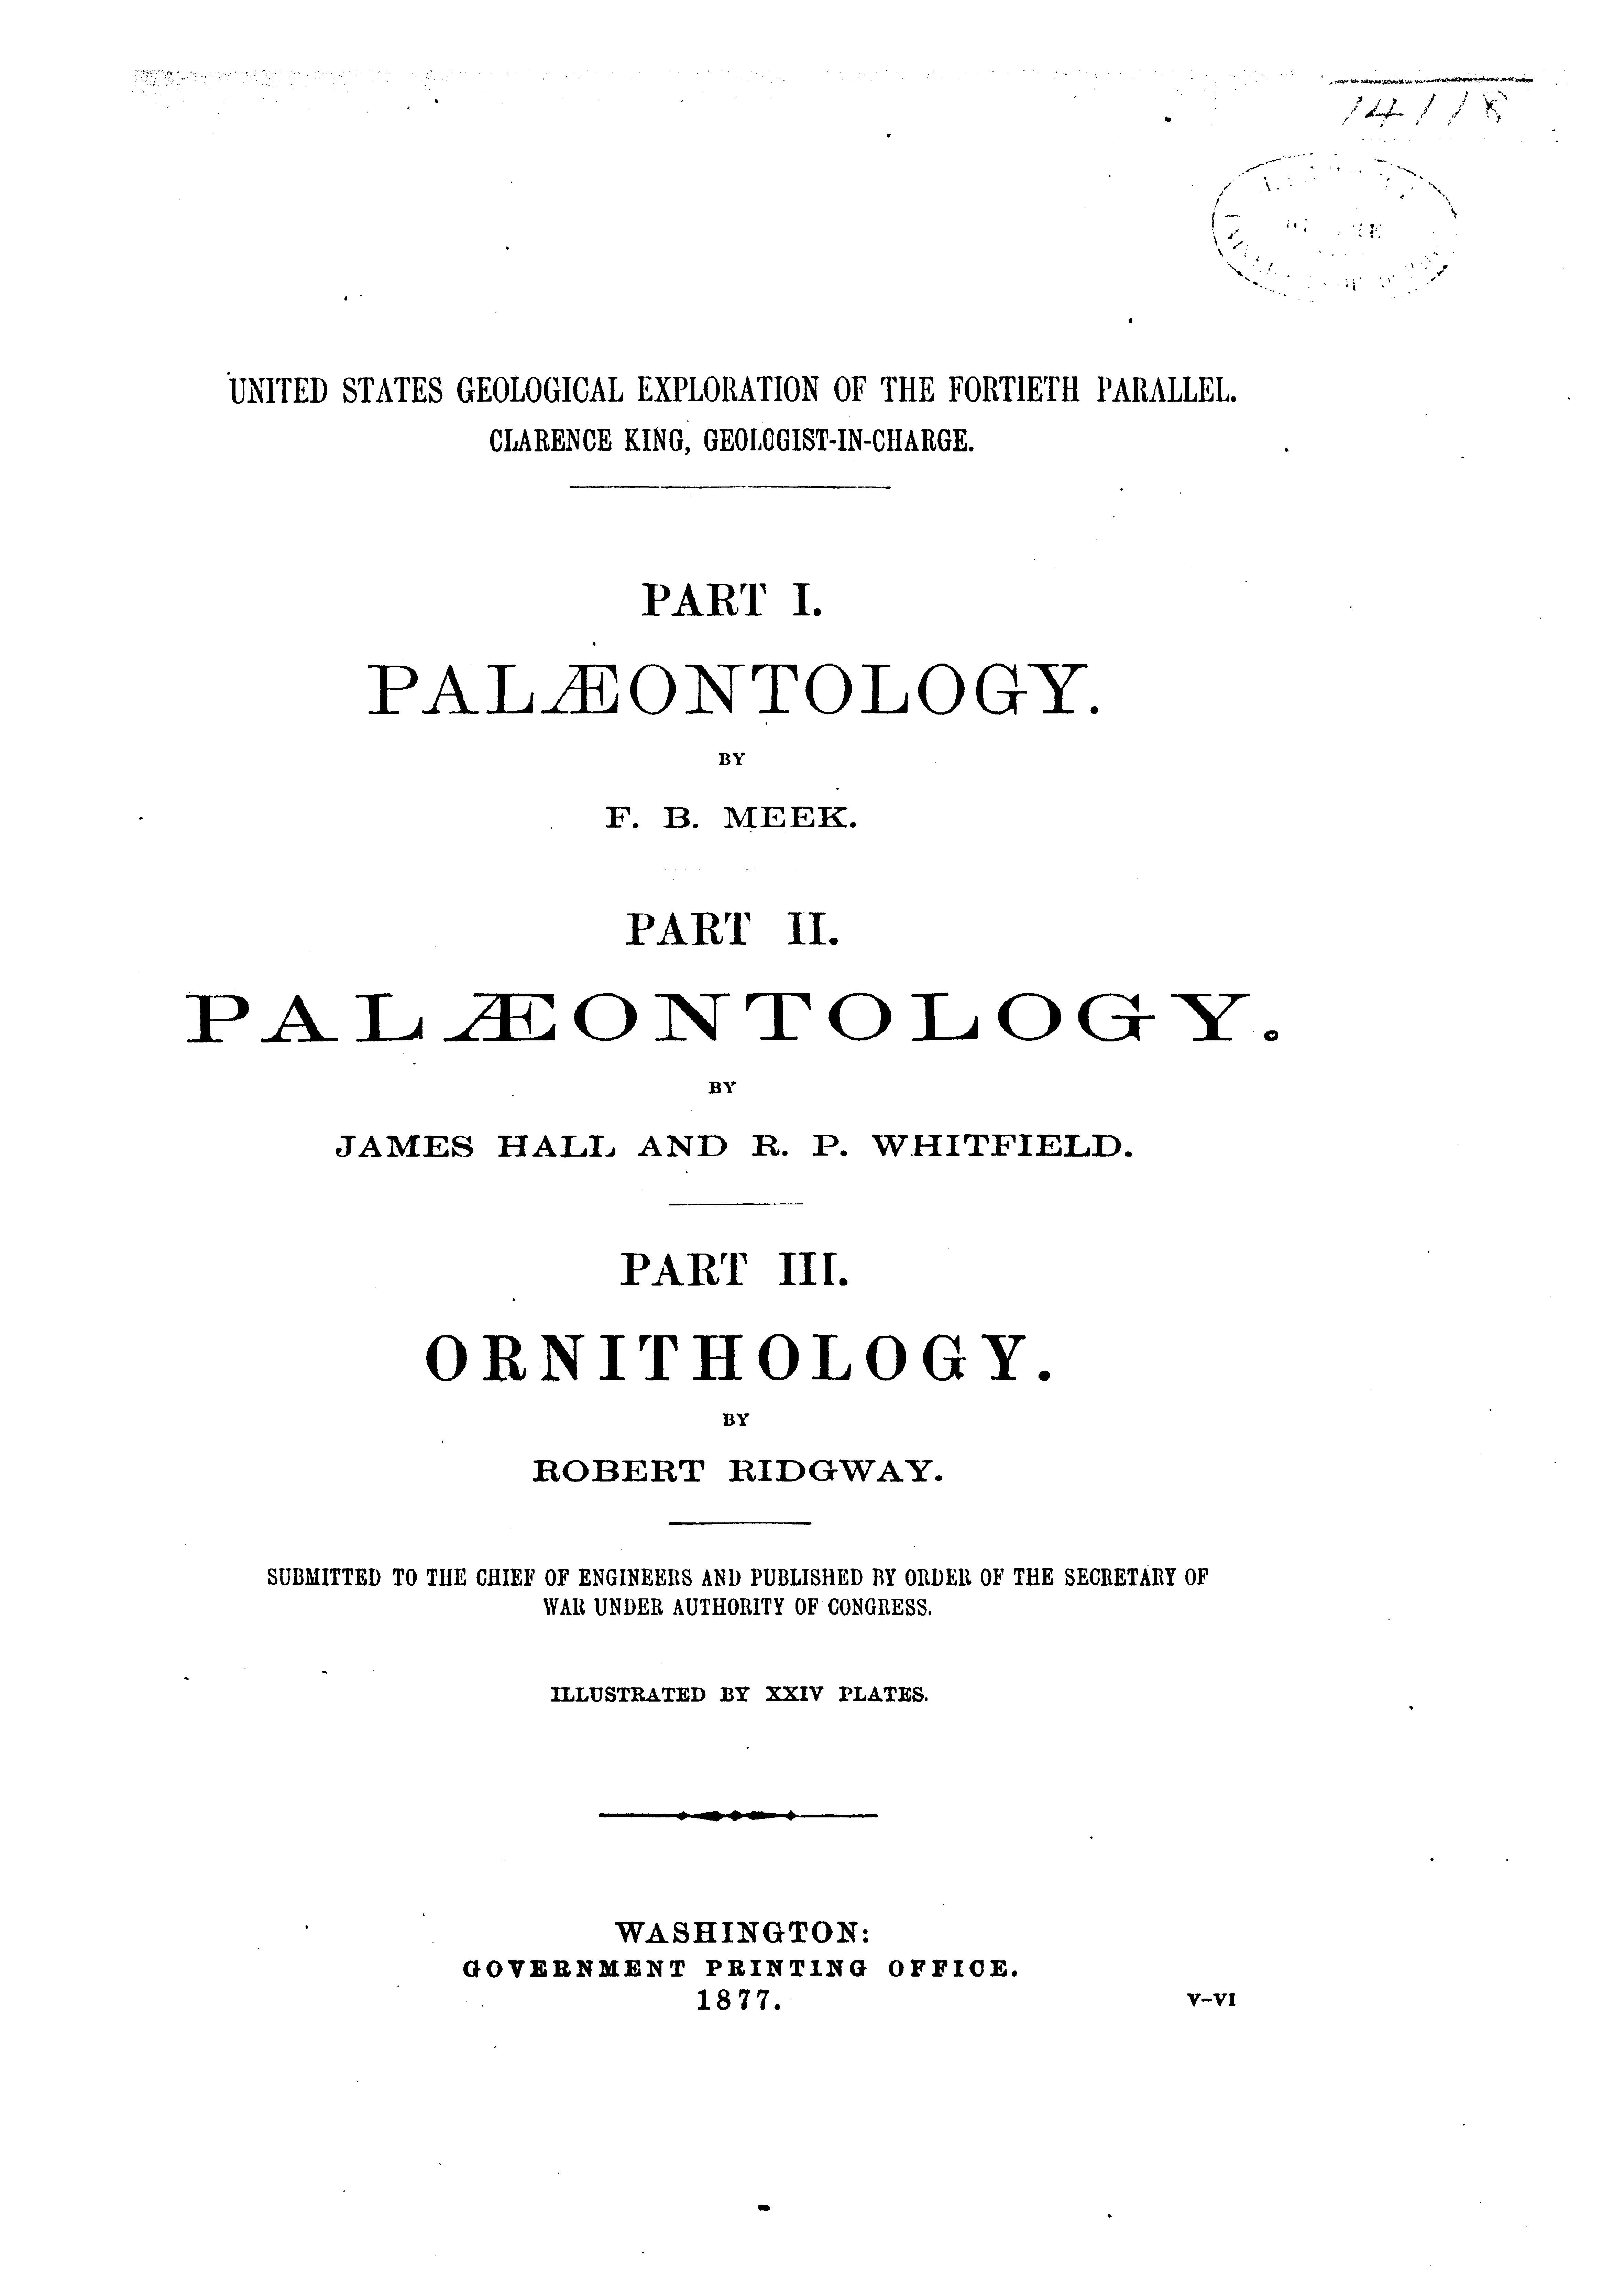 14118
UNITED STATES GEOLOGICAL EXPLORATION OF THE FORTIETH PARALLEL.
CLARENCE KING, GEOLOGIST-IN-CHARGE.
PART I.
PALÆONTOLOGY.
BY
F. B. MEEK.
PART II.
PALÆONTOLOGY.
BY
JAMES HALL AND R. P. WHITFIELD.
PART III.
ORNITHOLOGY.
BY
ROBERT RIDGWAY.
SUBMITTED TO THE CHIEF OF ENGINEERS AND PUBLISHED BY ORDER OF THE SECRETARY OF
WAR UNDER AUTHORITY OF CONGRESS.
ILLUSTRATED BY XXIV PLATES.
WASHINGTON:
GOVERNMENT PRINTING OFFICE.
1877.
V–VI